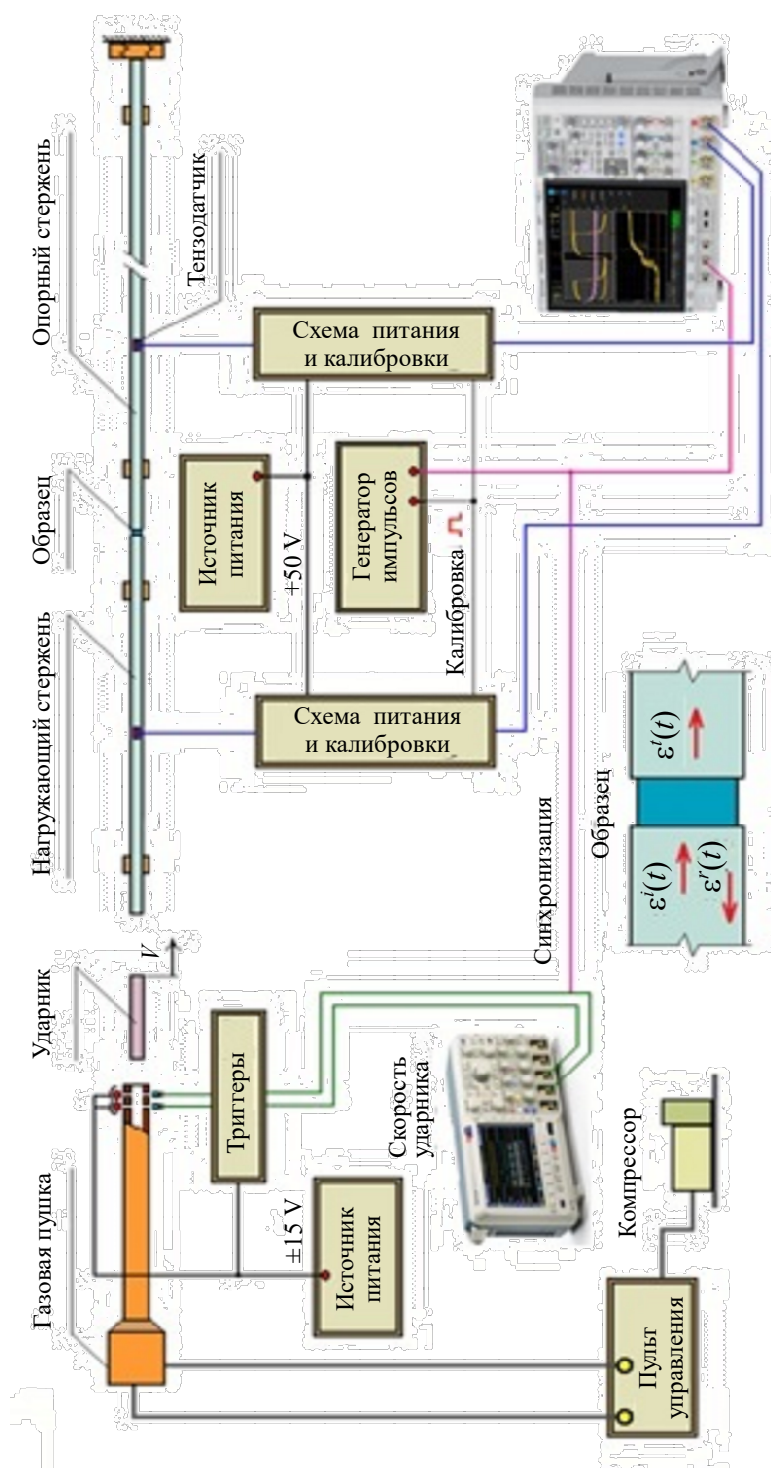 Газовая пушка
Ударник
V
Нагружающий стержень
Образец
Опорный стержень
Тензодатчик
±15 V
Источник
питания
Триггеры
Скорость
ударника
Источник
питания
+50 V
Схема питания
и калибровки
Схема питания
и калибровки
Генератор
импульсов
Калибровка
Синхронизация
Пульт
управления
Компрессор
Образец
εⁱ(t)
εʳ(t)
εᵗ(t)